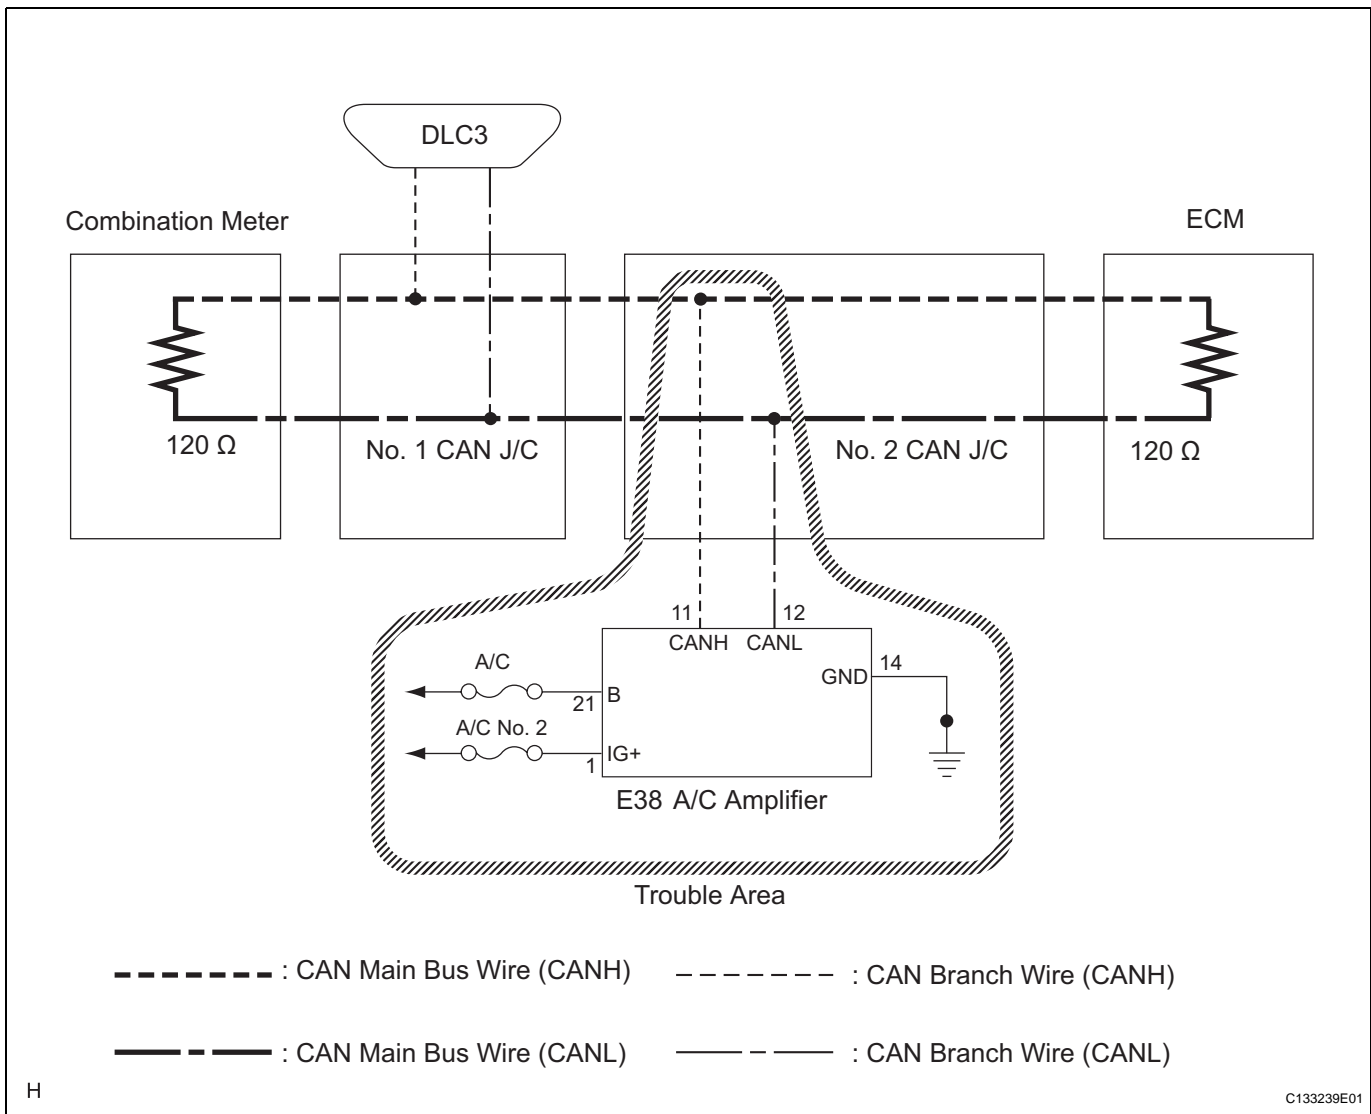 DLC3
Combination Meter
ECM
120 Ω
No. 1 CAN J/C
No. 2 CAN J/C
120 Ω
11
12
CANH
CANL
A/C
GND
14
21
B
A/C No. 2
1
IG+
E38 A/C Amplifier
Trouble Area
: CAN Main Bus Wire (CANH)
: CAN Branch Wire (CANH)
: CAN Main Bus Wire (CANL)
: CAN Branch Wire (CANL)
H
C133239E01